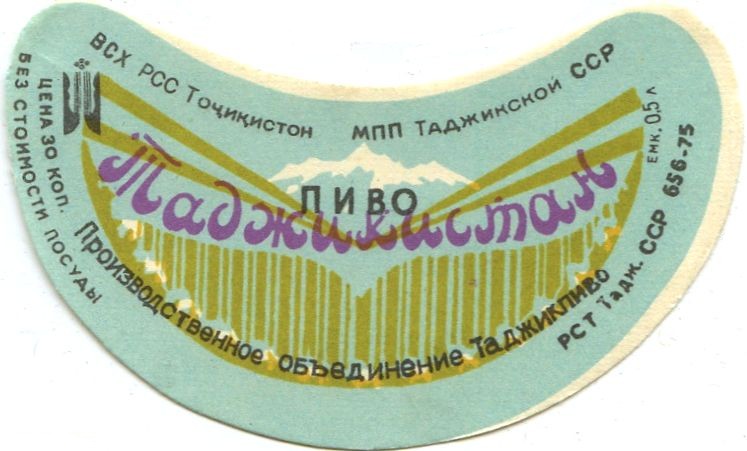 ВСХ РСС Тоҷикистон МПП Таджикской ССР
ПИВО
Таджикистан
ЦЕНА 30 КОП.
БЕЗ СТОИМОСТИ ПОСУДЫ
ЕМК. 0,5 Л
Производственное объединение Таджикпиво
РСТ Тадж. ССР 656-75